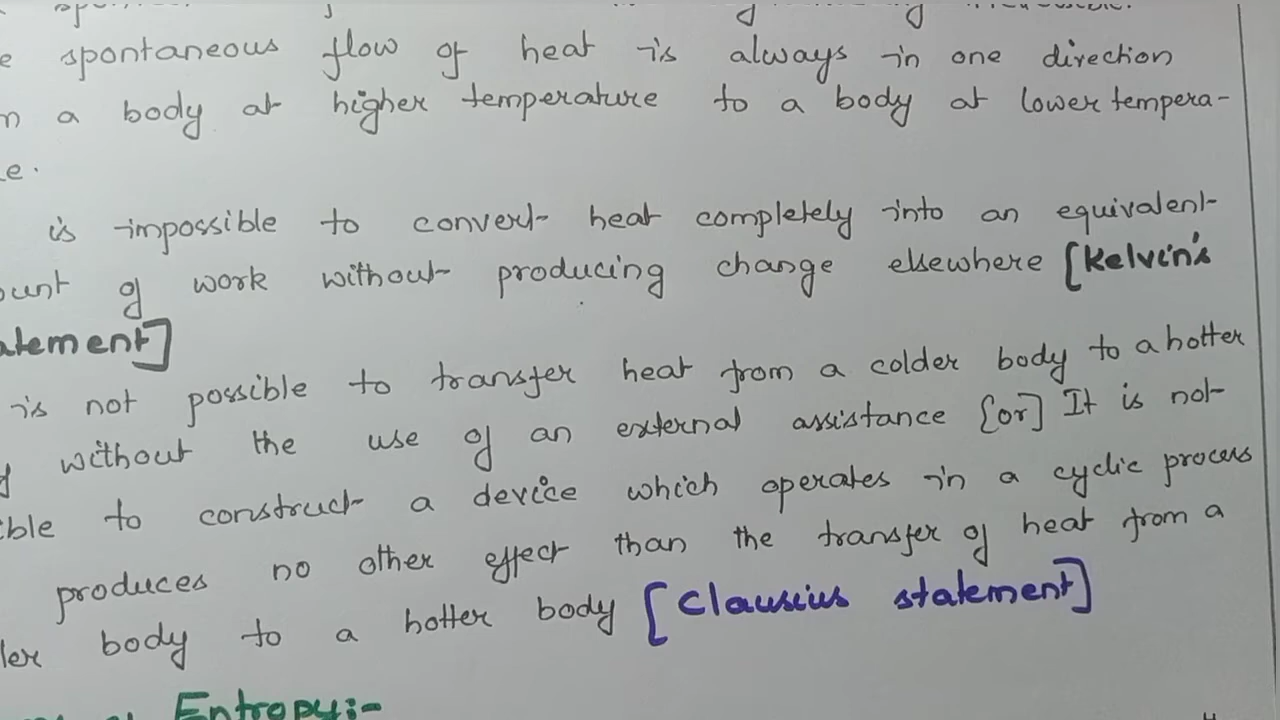 e spontaneous flow of heat is always in one direction
m a body at higher temperature to a body at lower tempera-
e.
is impossible to convert heat completely into an equivalent
ount of work without producing change elsewhere [Kelvin's
atement]
is not possible to transfer heat from a colder body to a hotter
y without the use of an external assistance [or] It is not
ible to construct a device which operates in a cyclic process
produces no other effect than the transfer of heat from a
der body to a hotter body [Clausius statement]
Entropy:-